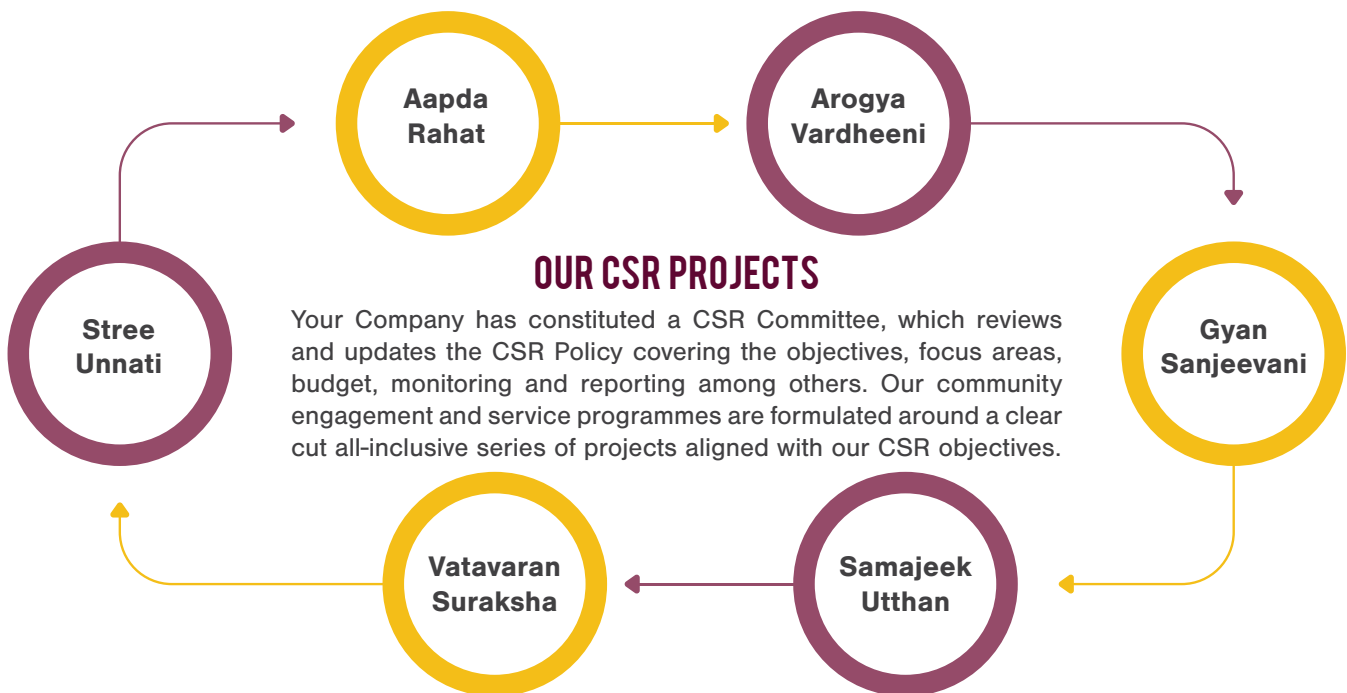 Aapda
Rahat
Arogya
Vardheeni
OUR CSR PROJECTS
Your Company has constituted a CSR Committee, which reviews
and updates the CSR Policy covering the objectives, focus areas,
budget, monitoring and reporting among others. Our community
engagement and service programmes are formulated around a clear
cut all-inclusive series of projects aligned with our CSR objectives.
Stree
Unnati
Gyan
Sanjeevani
Vatavaran
Suraksha
Samajeek
Utthan